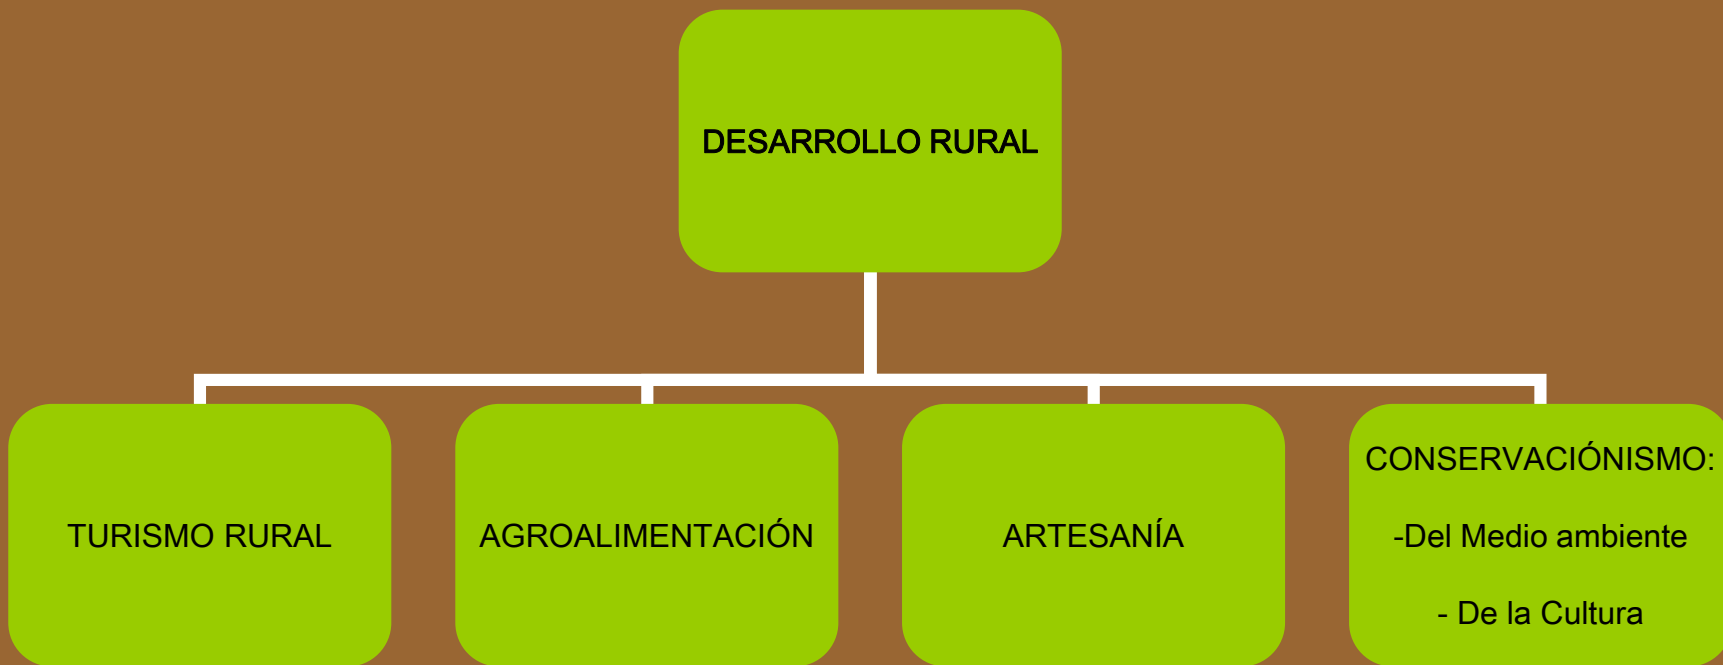 DESARROLLO RURAL
TURISMO RURAL
AGROALIMENTACIÓN
ARTESANÍA
CONSERVACIÓNISMO:
-Del Medio ambiente
- De la Cultura